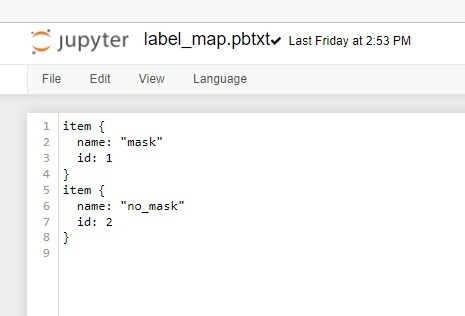 jupyter label_map.pbtxt✔ Last Friday at 2:53 PM
File Edit View Language
1 item {
2   name: "mask"
3   id: 1
4 }
5 item {
6   name: "no_mask"
7   id: 2
8 }
9